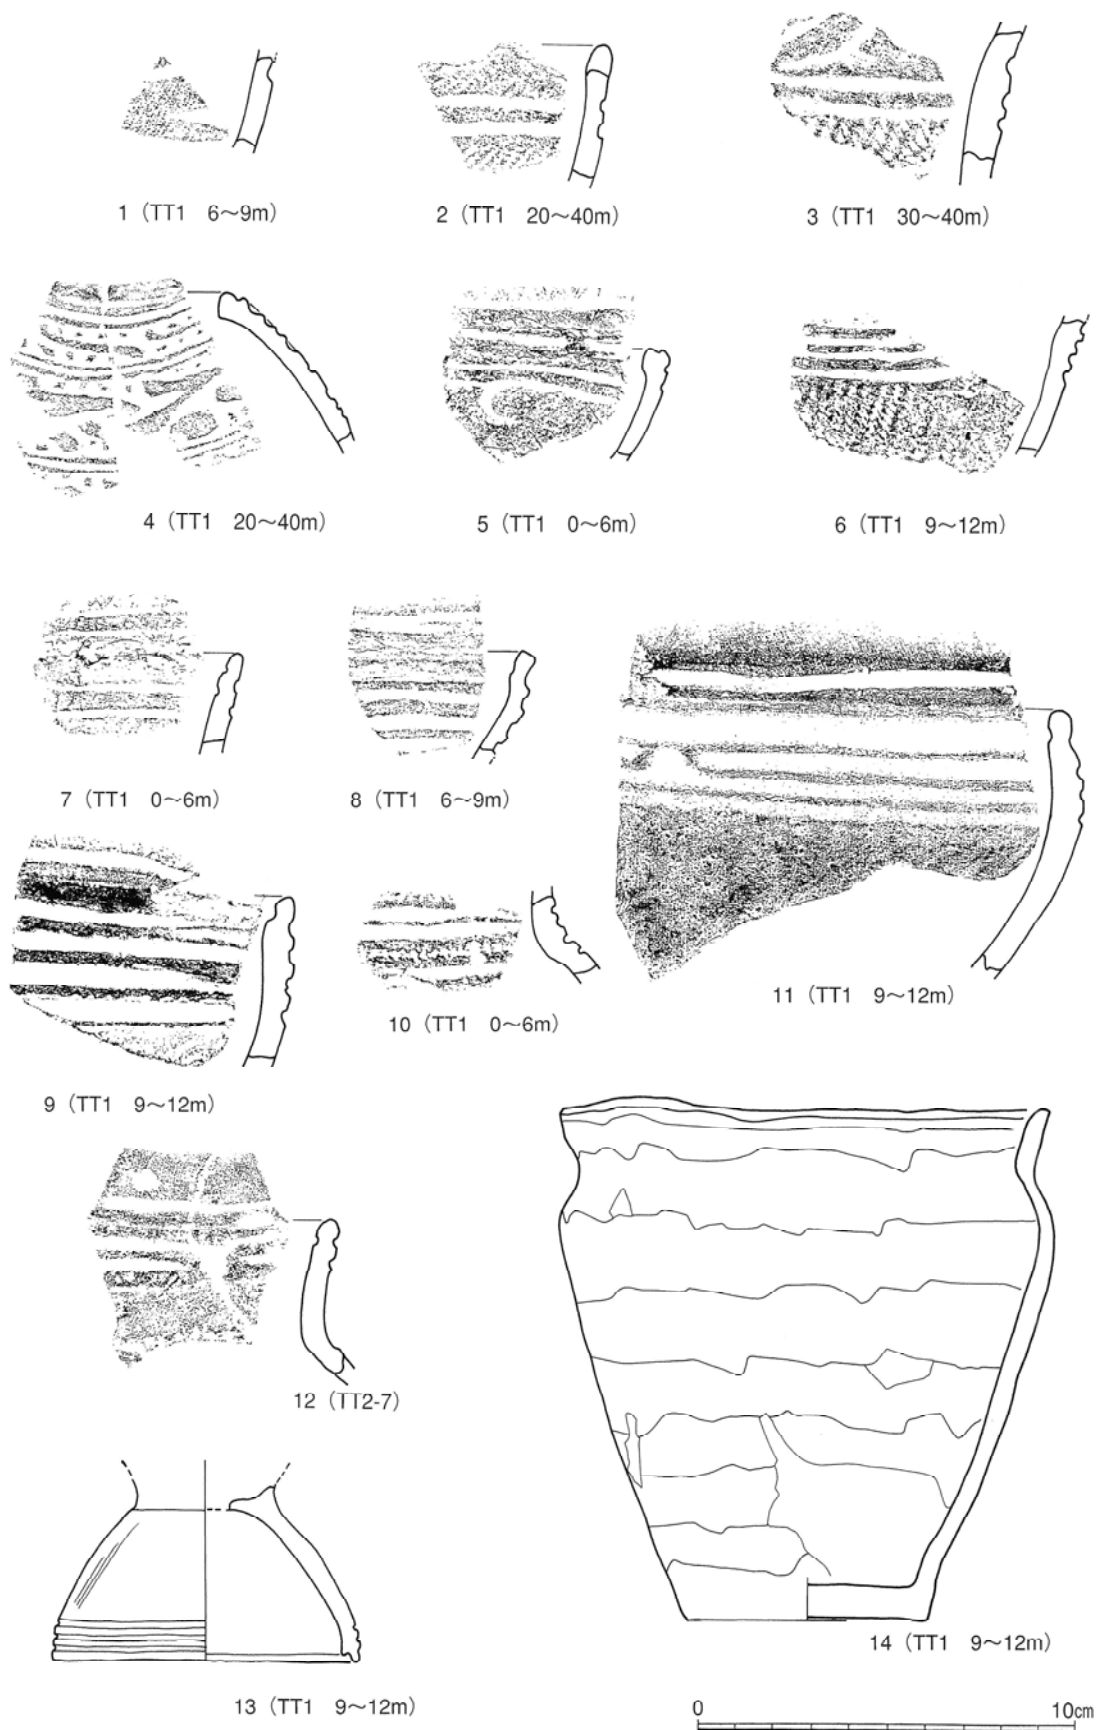 1（TT1　6〜9m）
2（TT1　20〜40m）
3（TT1　30〜40m）
4（TT1　20〜40m）
5（TT1　0〜6m）
6（TT1　9〜12m）
7（TT1　0〜6m）
8（TT1　6〜9m）
9（TT1　9〜12m）
10（TT1　0〜6m）
11（TT1　9〜12m）
12（TT2-7）
13（TT1　9〜12m）
14（TT1　9〜12m）
0　10cm